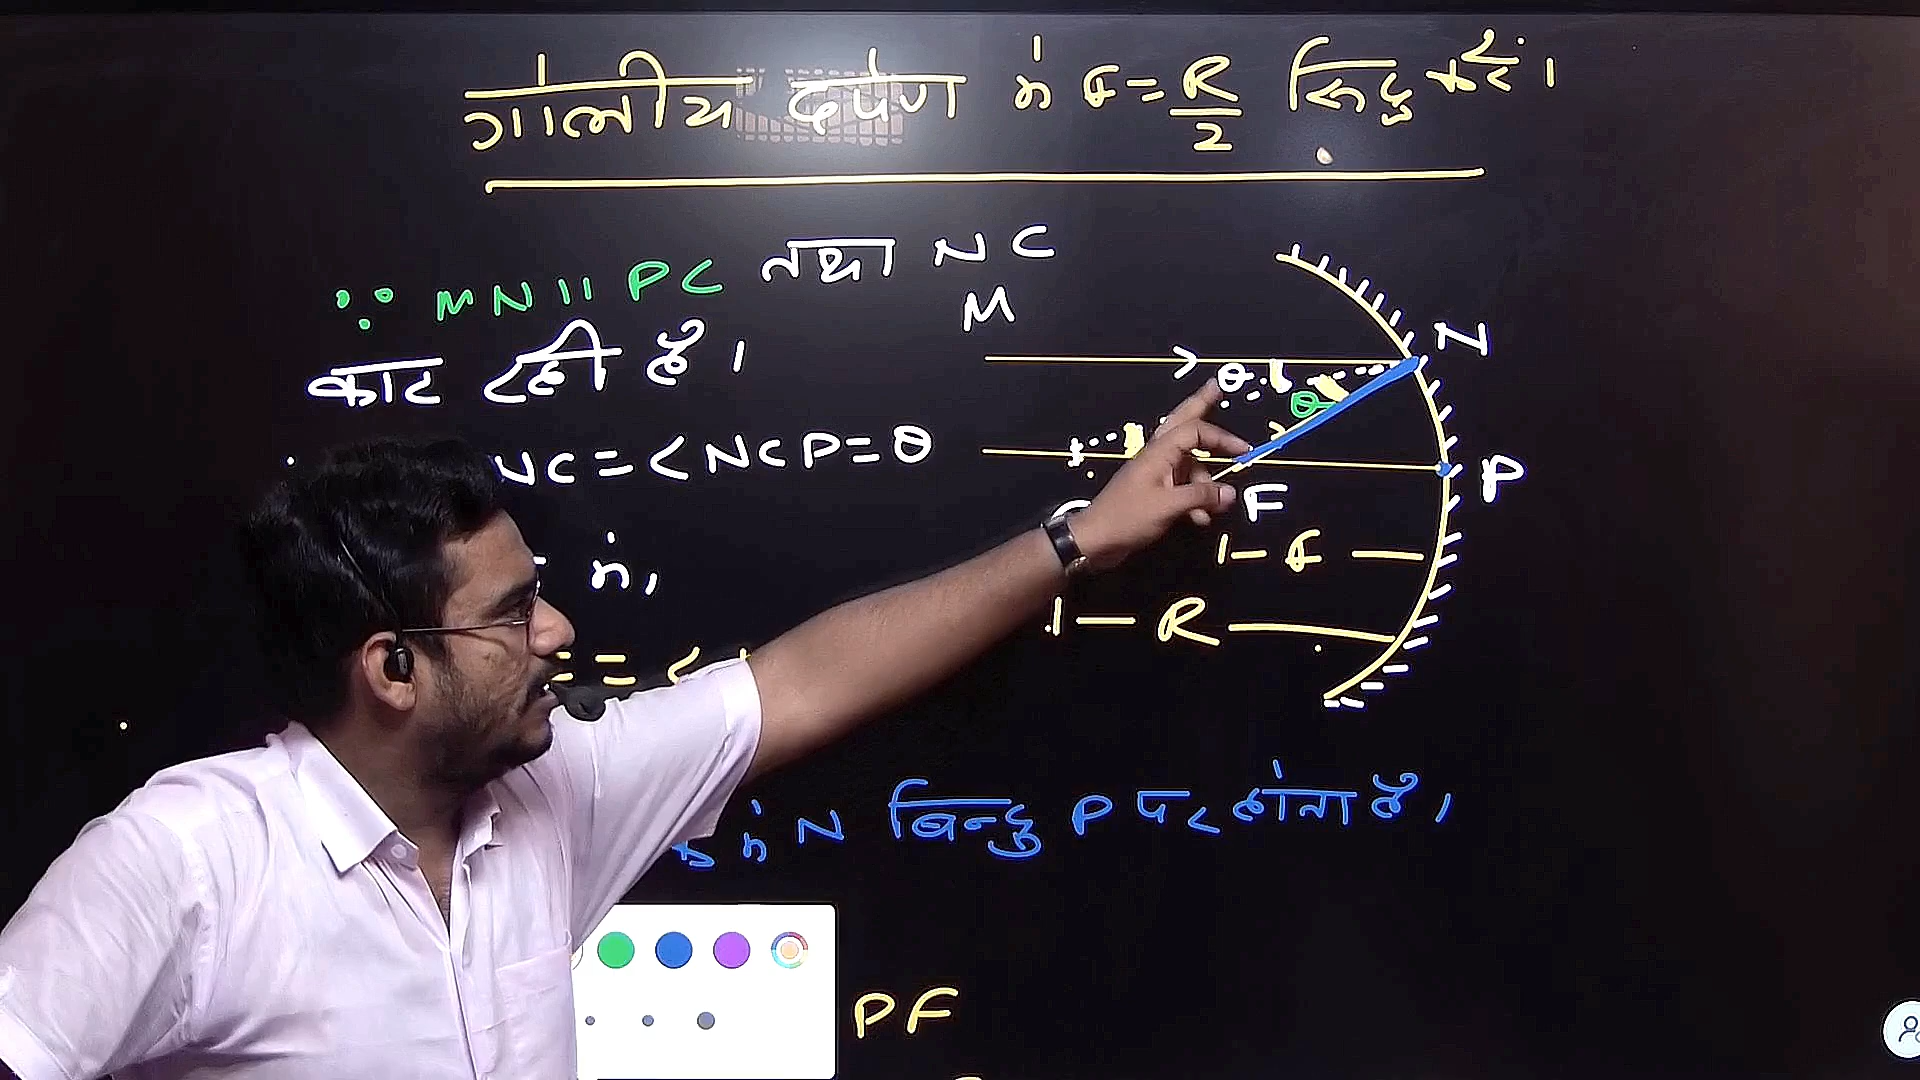 गोलीय दर्पण में f = R/2 सिद्ध करें।
∵ MN || PC तथा NC
काट रही है।
NC = <NCP = θ
में,
= <
में N बिन्दु P पर होता है।
PF
M
N
θ
θ
P
F
f
R